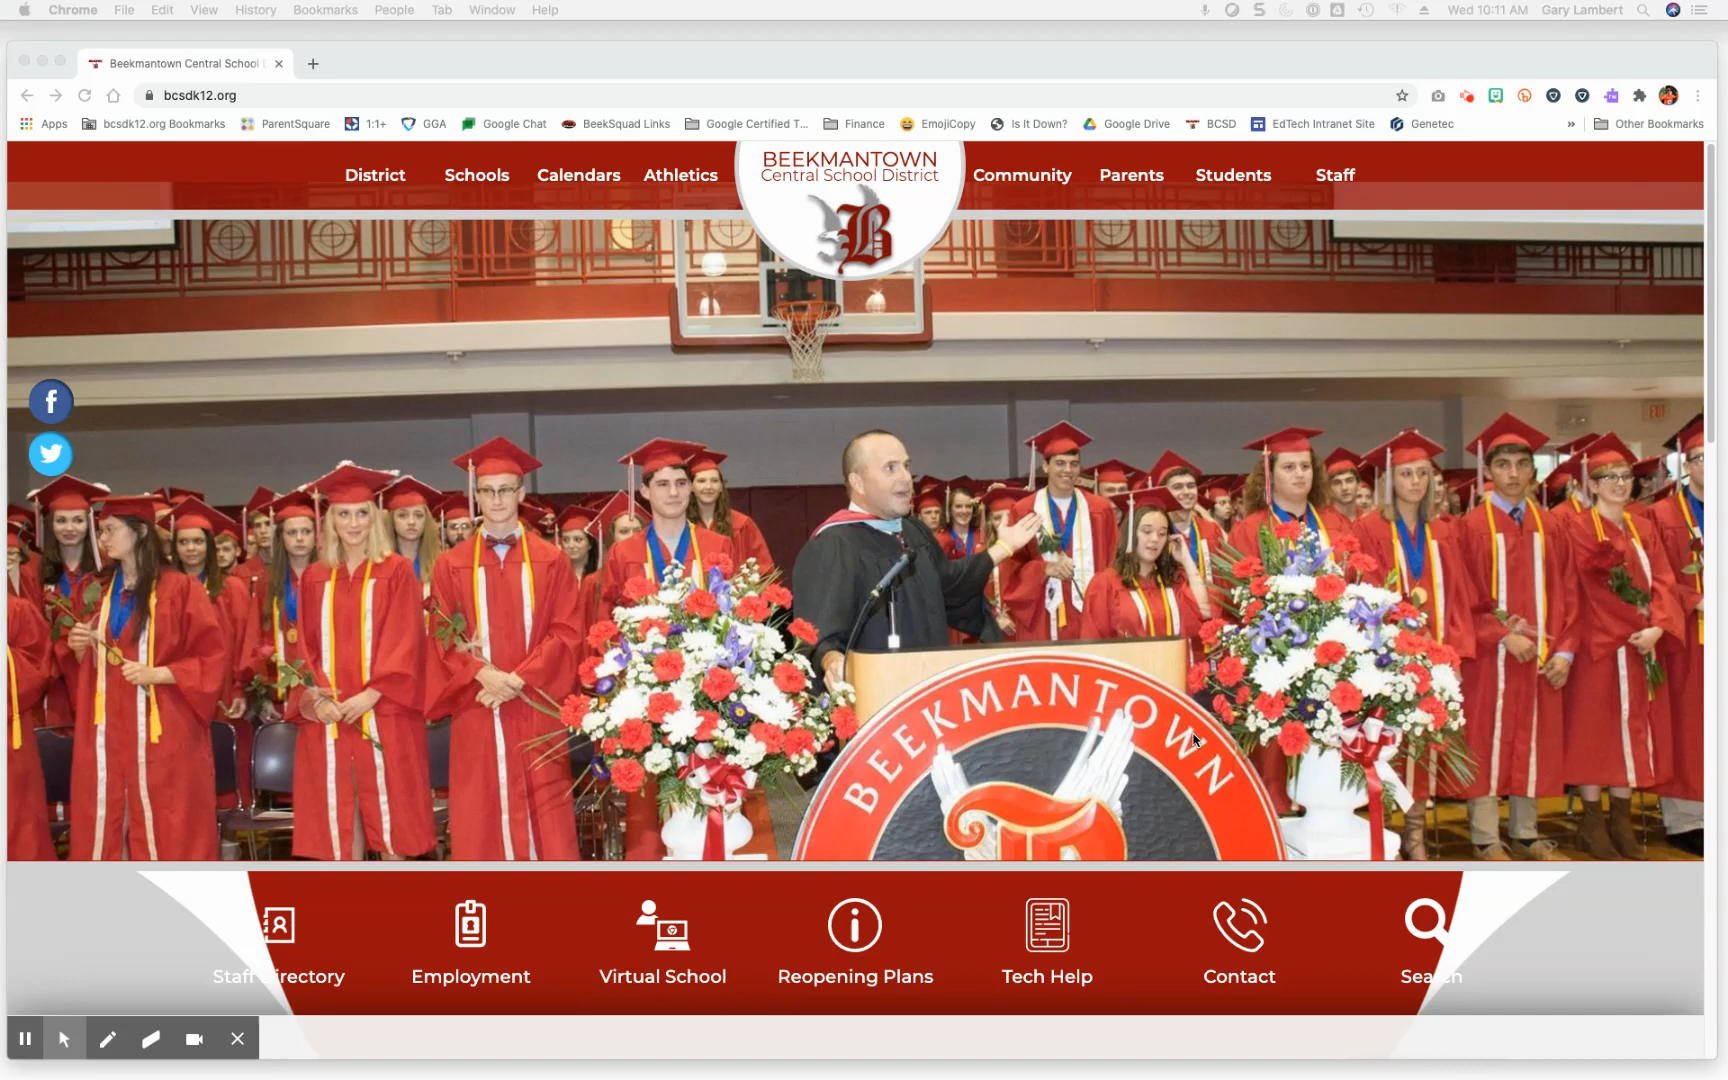 Chrome File Edit View History Bookmarks People Tab Window Help Wed 10:11 AM Gary Lambert
Beekmantown Central School
bcsdk12.org
Apps bcsdk12.org Bookmarks ParentSquare 1:1+ GGA Google Chat BeekSquad Links Google Certified T... Finance EmojiCopy Is It Down? Google Drive BCSD EdTech Intranet Site Genetec » Other Bookmarks
BEEKMANTOWN
Central School District
District Schools Calendars Athletics Community Parents Students Staff
B
f
EXIT
BEEKMANTOWN
B
Staff Directory Employment Virtual School Reopening Plans Tech Help Contact Search